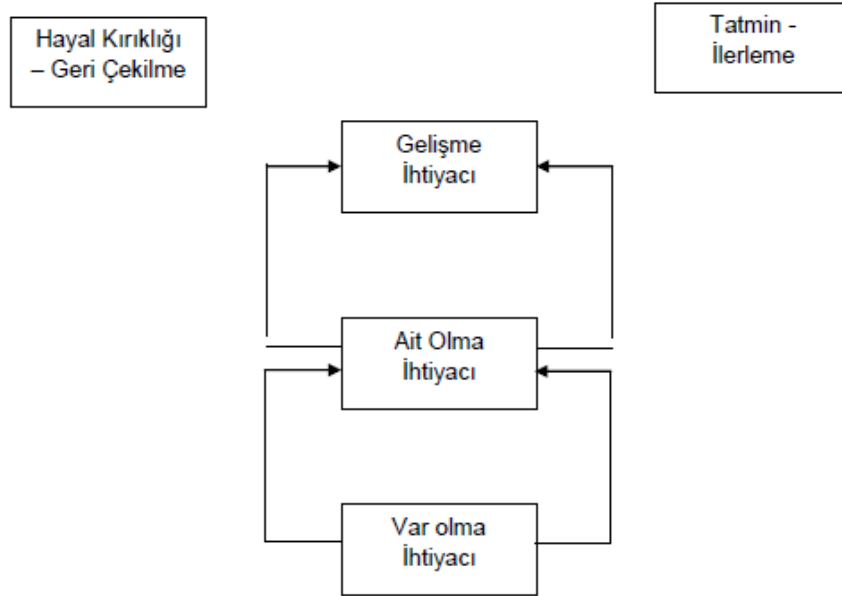 Hayal Kırıklığı
– Geri Çekilme
Tatmin -
İlerleme
Gelişme
İhtiyacı
Ait Olma
İhtiyacı
Var olma
İhtiyacı